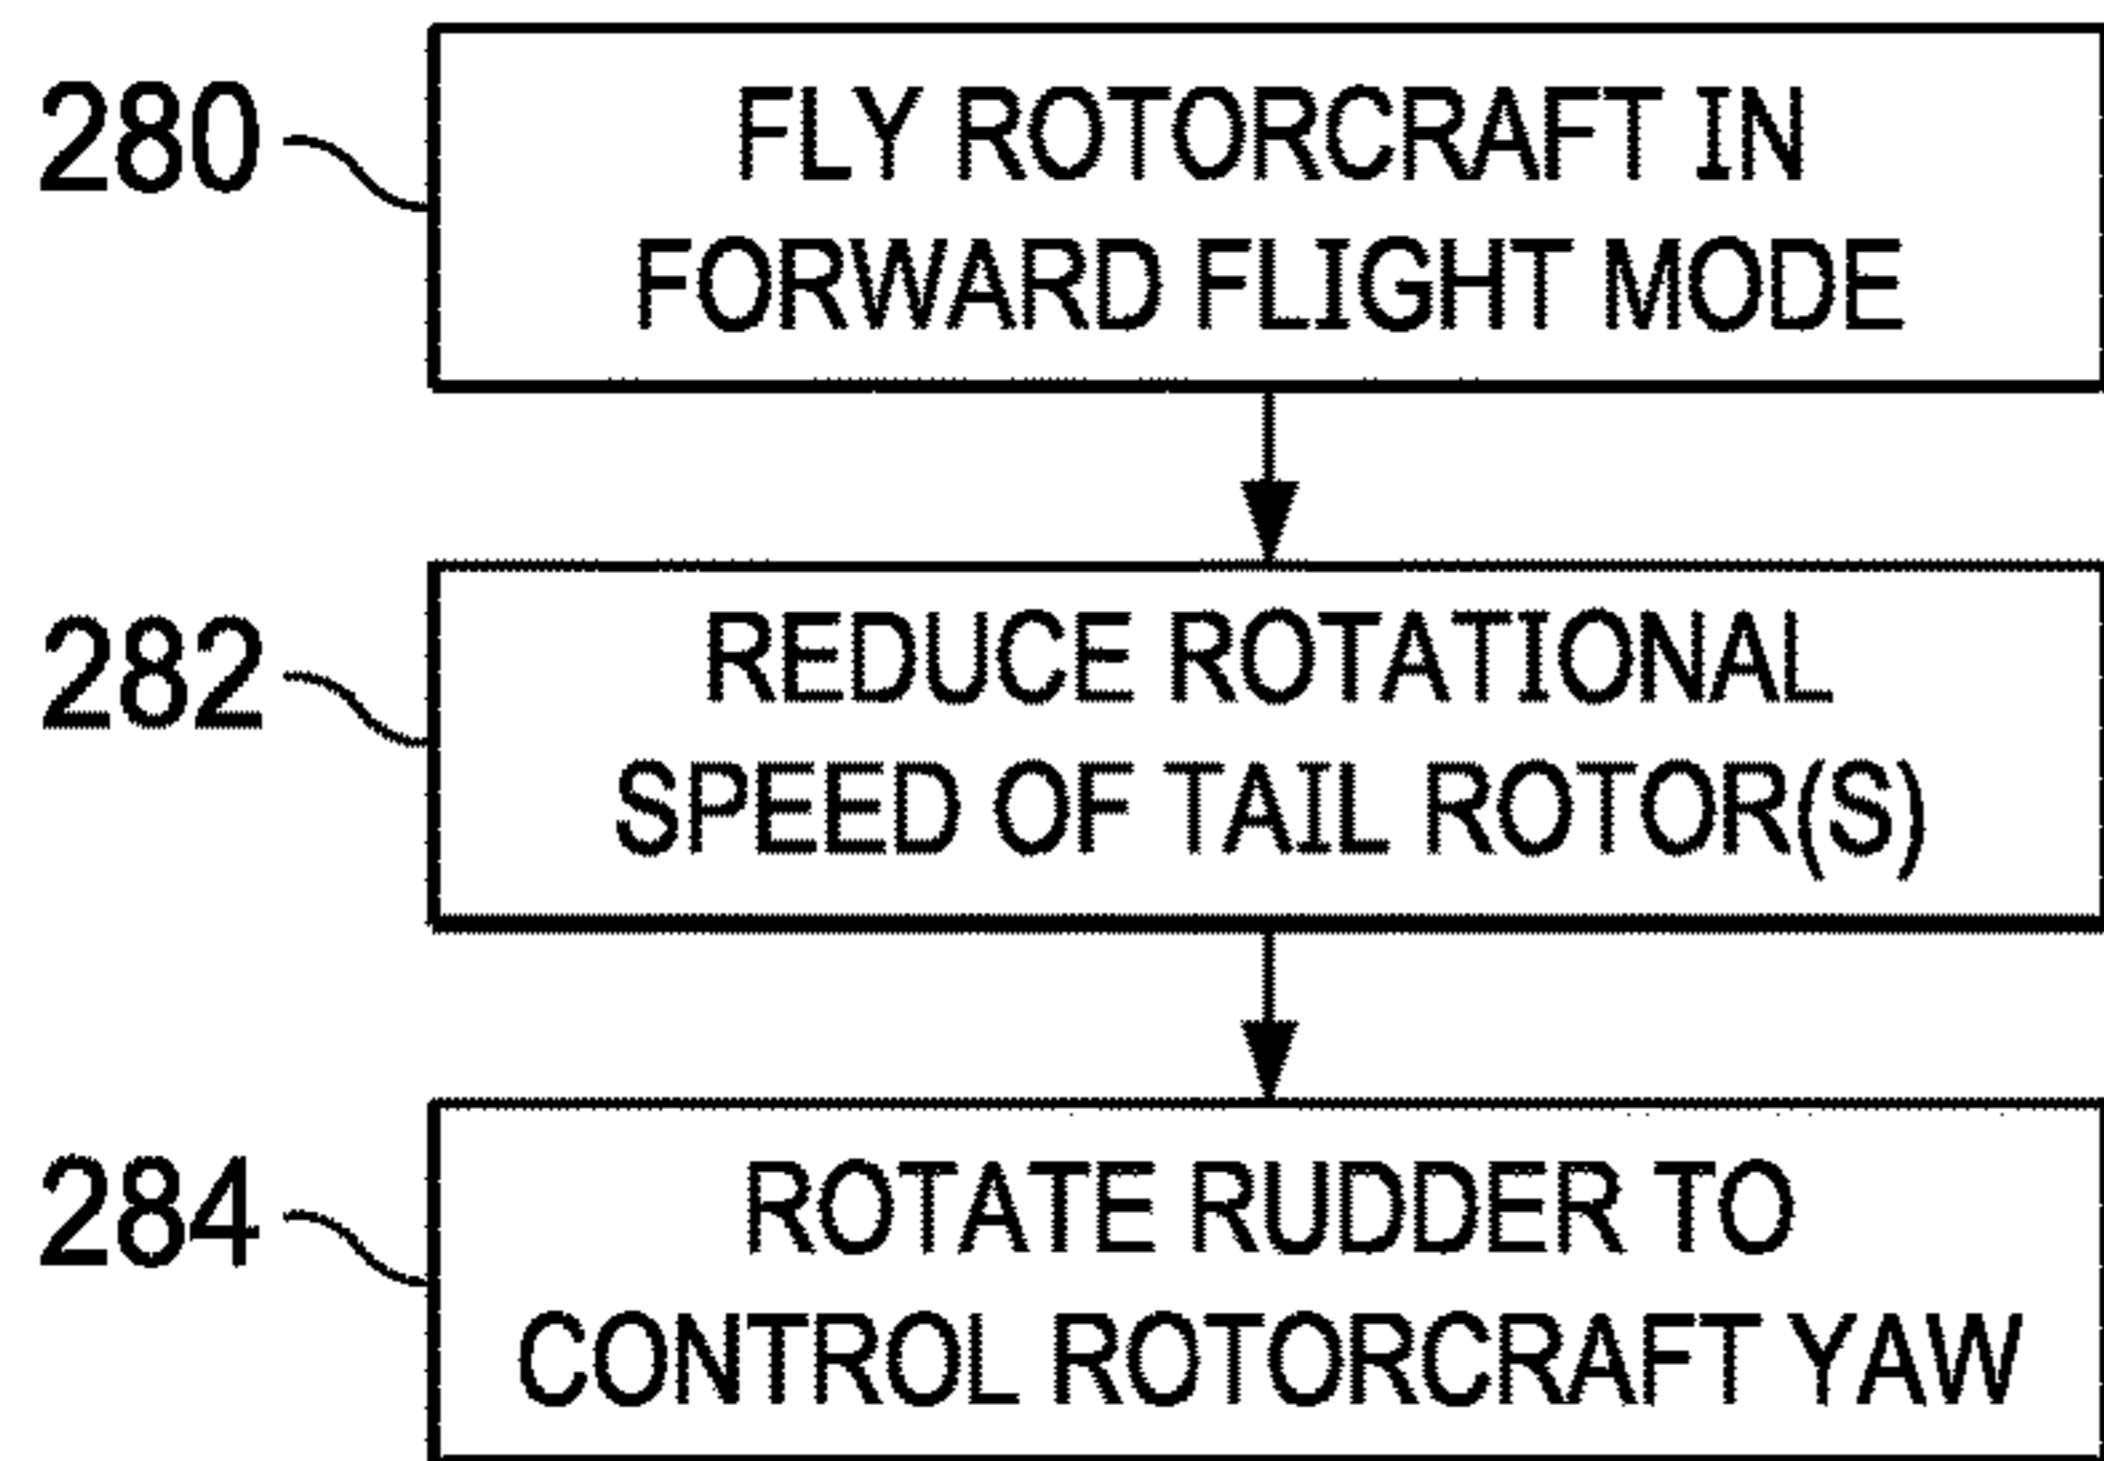 280
FLY ROTORCRAFT IN
FORWARD FLIGHT MODE
282
REDUCE ROTATIONAL
SPEED OF TAIL ROTOR(S)
284
ROTATE RUDDER TO
CONTROL ROTORCRAFT YAW